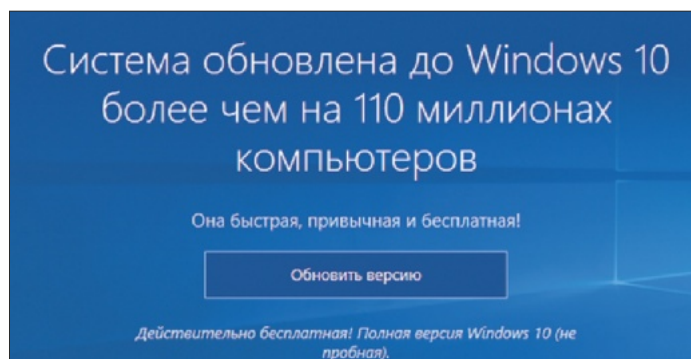 Система обновлена до Windows 10
более чем на 110 миллионах
компьютеров
Она быстрая, привычная и бесплатная!
Обновить версию
Действительно бесплатная! Полная версия Windows 10 (не
пробная).